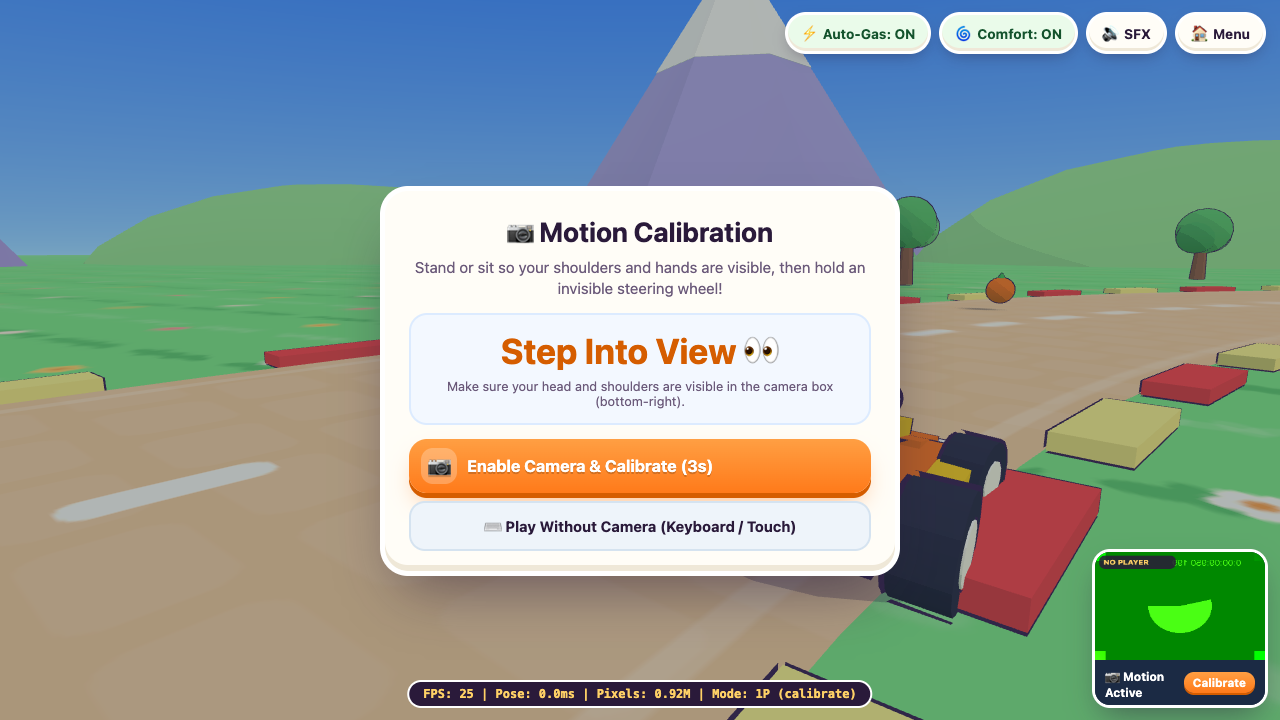 Auto-Gas: ON
Comfort: ON
SFX
Menu
Motion Calibration
Stand or sit so your shoulders and hands are visible, then hold an
invisible steering wheel!
Step Into View
Make sure your head and shoulders are visible in the camera box
(bottom-right).
Enable Camera & Calibrate (3s)
Play Without Camera (Keyboard / Touch)
NO PLAYER
Motion
Active
Calibrate
FPS: 25 | Pose: 0.0ms | Pixels: 0.92M | Mode: 1P (calibrate)